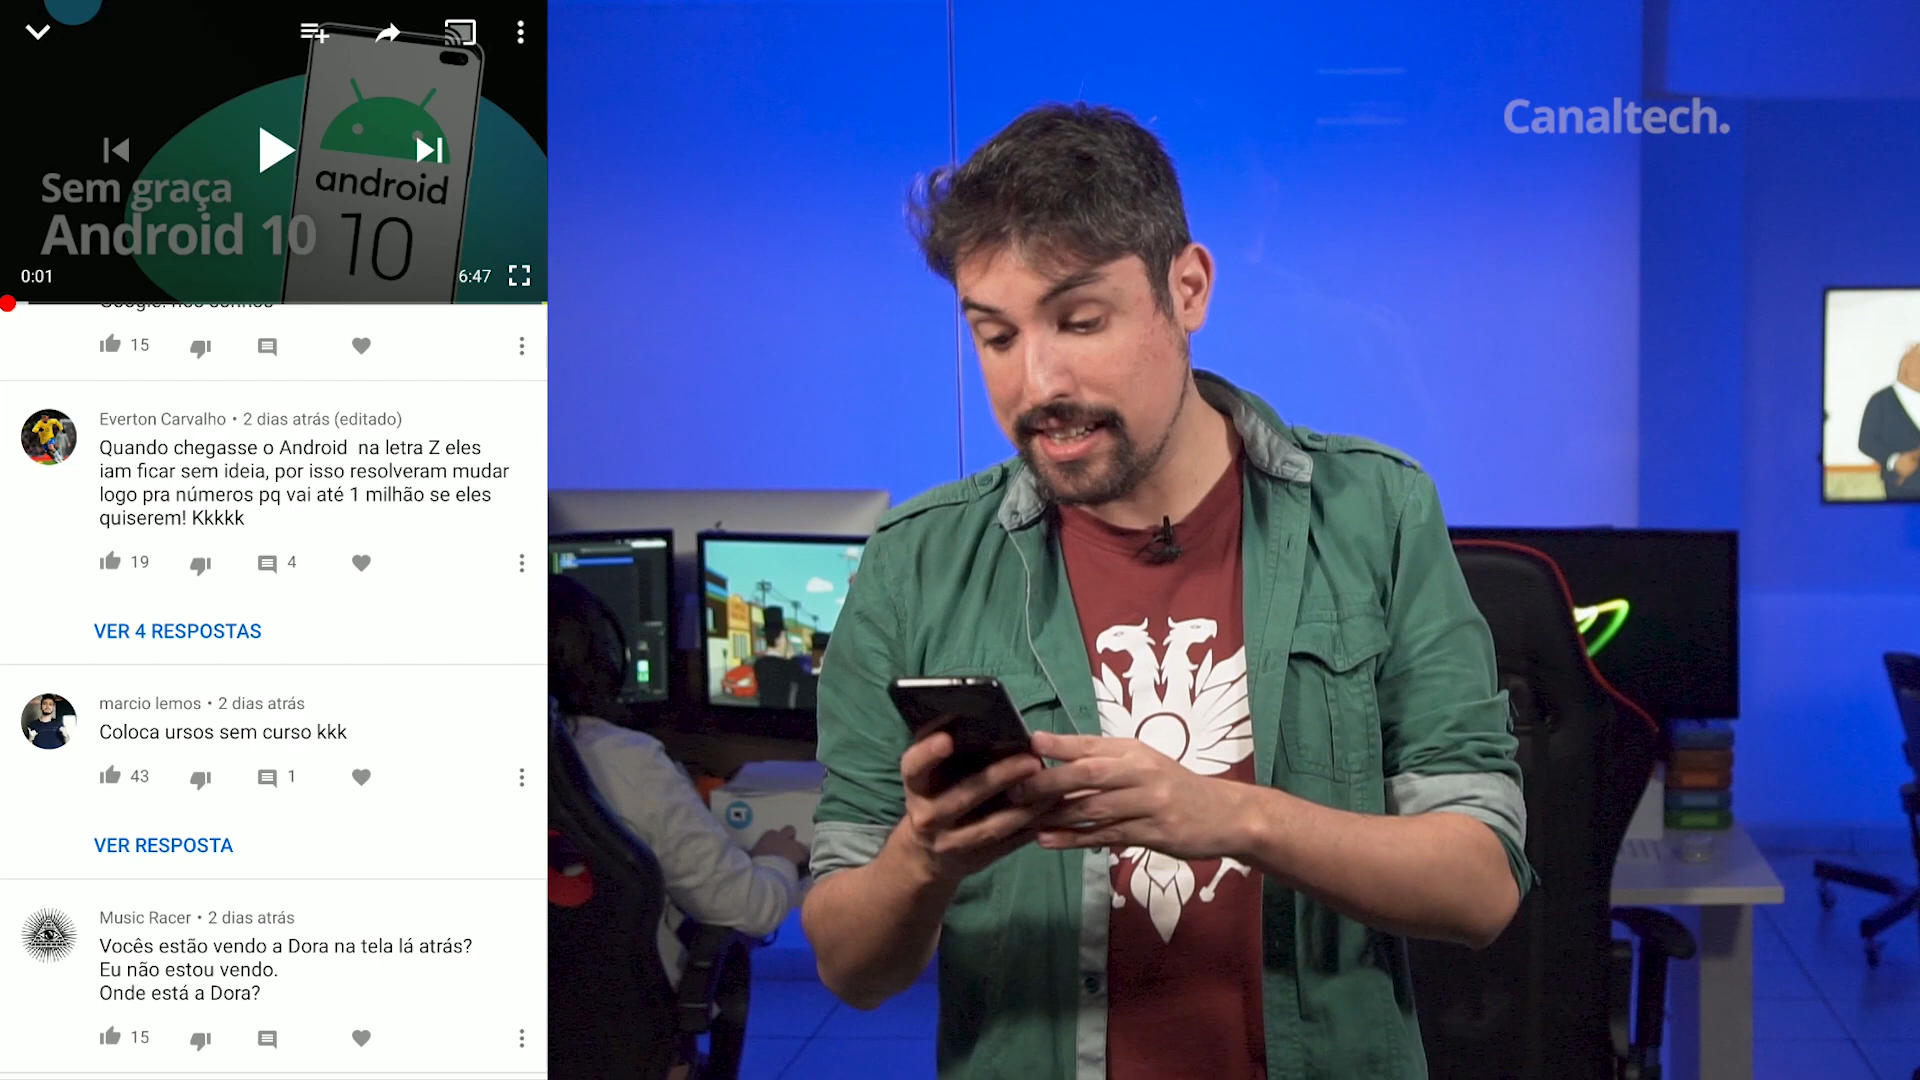 Sem graça
Android 10
android
10
0:01
6:47
15
Everton Carvalho • 2 dias atrás (editado)
Quando chegasse o Android na letra Z eles
iam ficar sem ideia, por isso resolveram mudar
logo pra números pq vai até 1 milhão se eles
quiserem! Kkkkk
19
4
VER 4 RESPOSTAS
marcio lemos • 2 dias atrás
Coloca ursos sem curso kkk
43
1
VER RESPOSTA
Music Racer • 2 dias atrás
Vocês estão vendo a Dora na tela lá atrás?
Eu não estou vendo.
Onde está a Dora?
15
Canaltech.